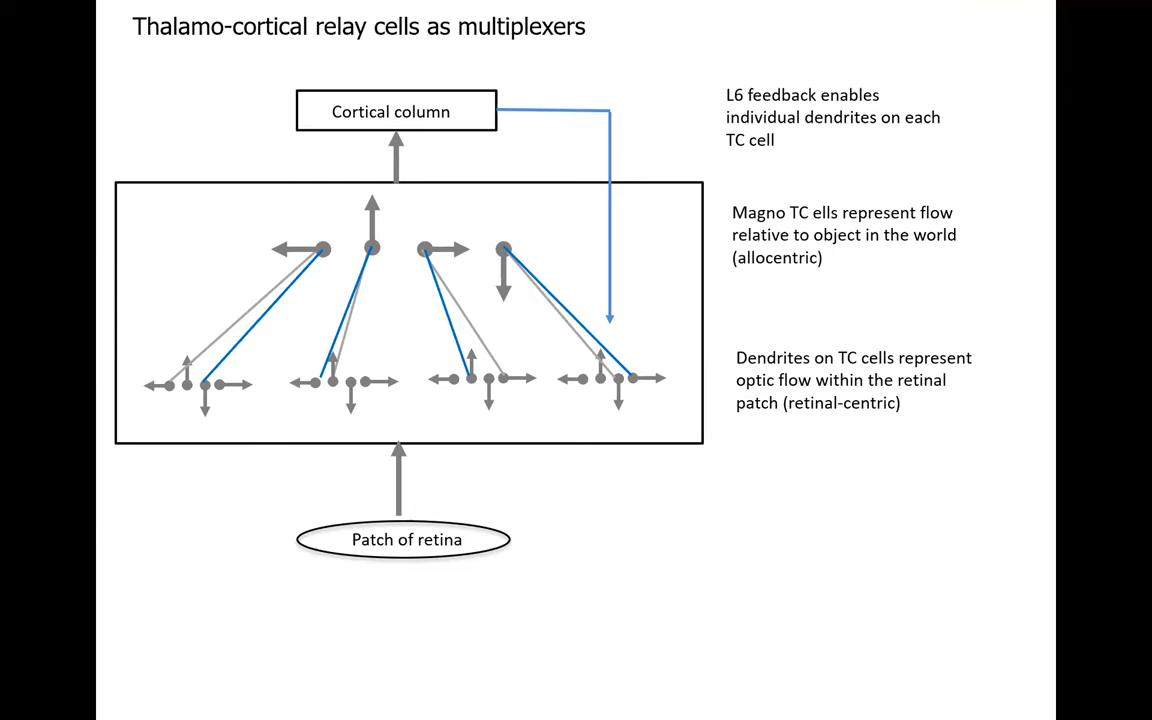 Thalamo-cortical relay cells as multiplexers
Cortical column
L6 feedback enables
individual dendrites on each
TC cell
Magno TC ells represent flow
relative to object in the world
(allocentric)
Dendrites on TC cells represent
optic flow within the retinal
patch (retinal-centric)
Patch of retina